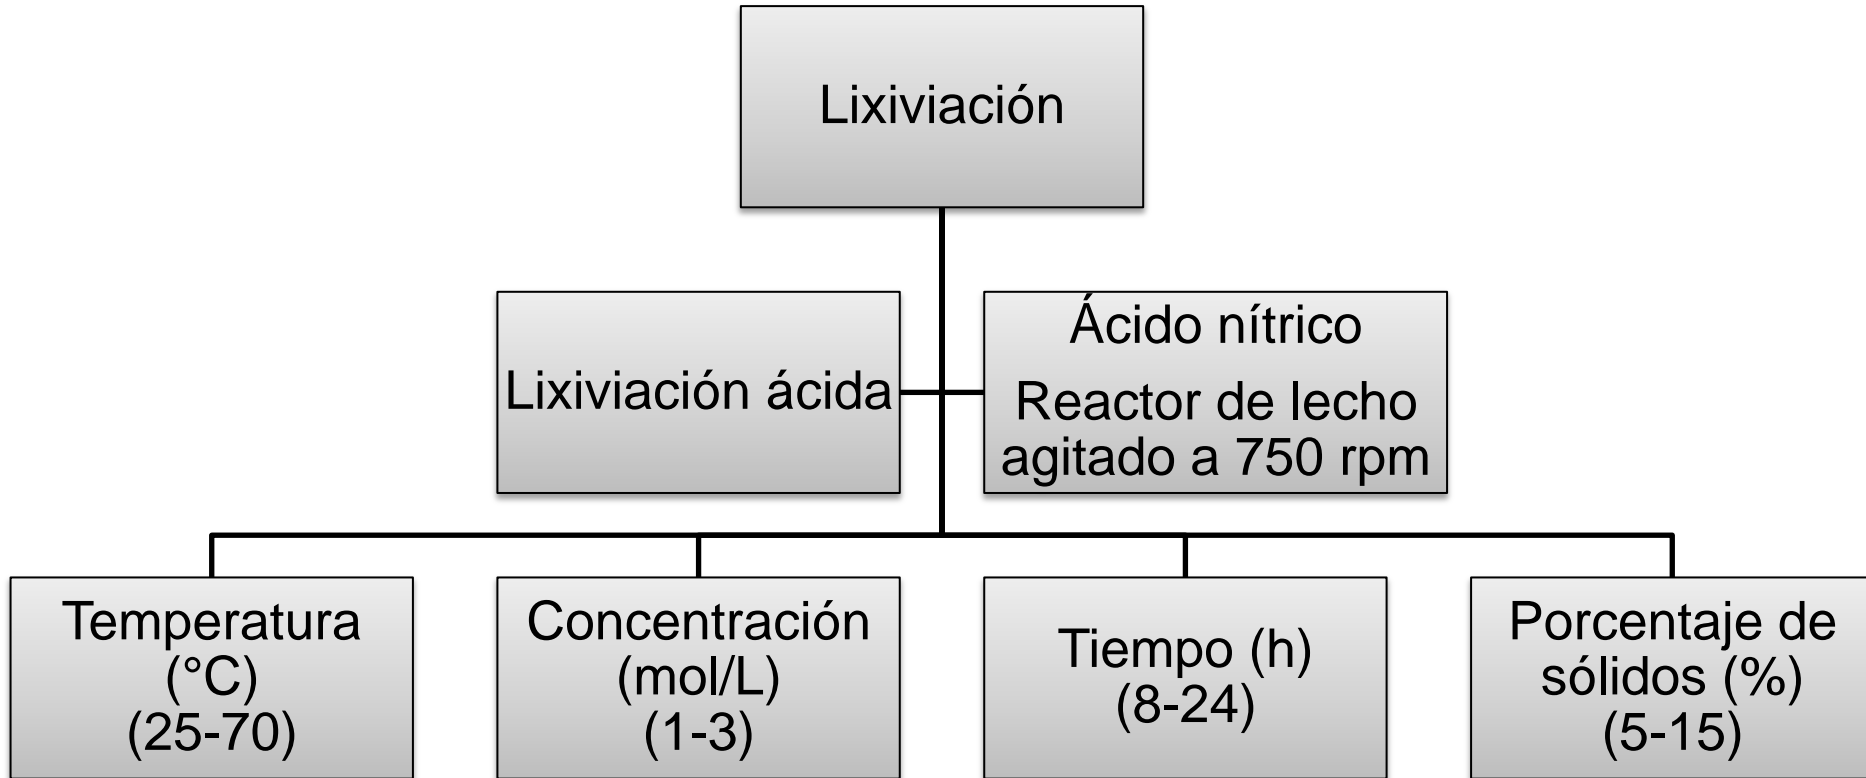 Lixiviación
Lixiviación ácida
Ácido nítrico
Reactor de lecho
agitado a 750 rpm
Temperatura
(°C)
(25-70)
Concentración
(mol/L)
(1-3)
Tiempo (h)
(8-24)
Porcentaje de
sólidos (%)
(5-15)